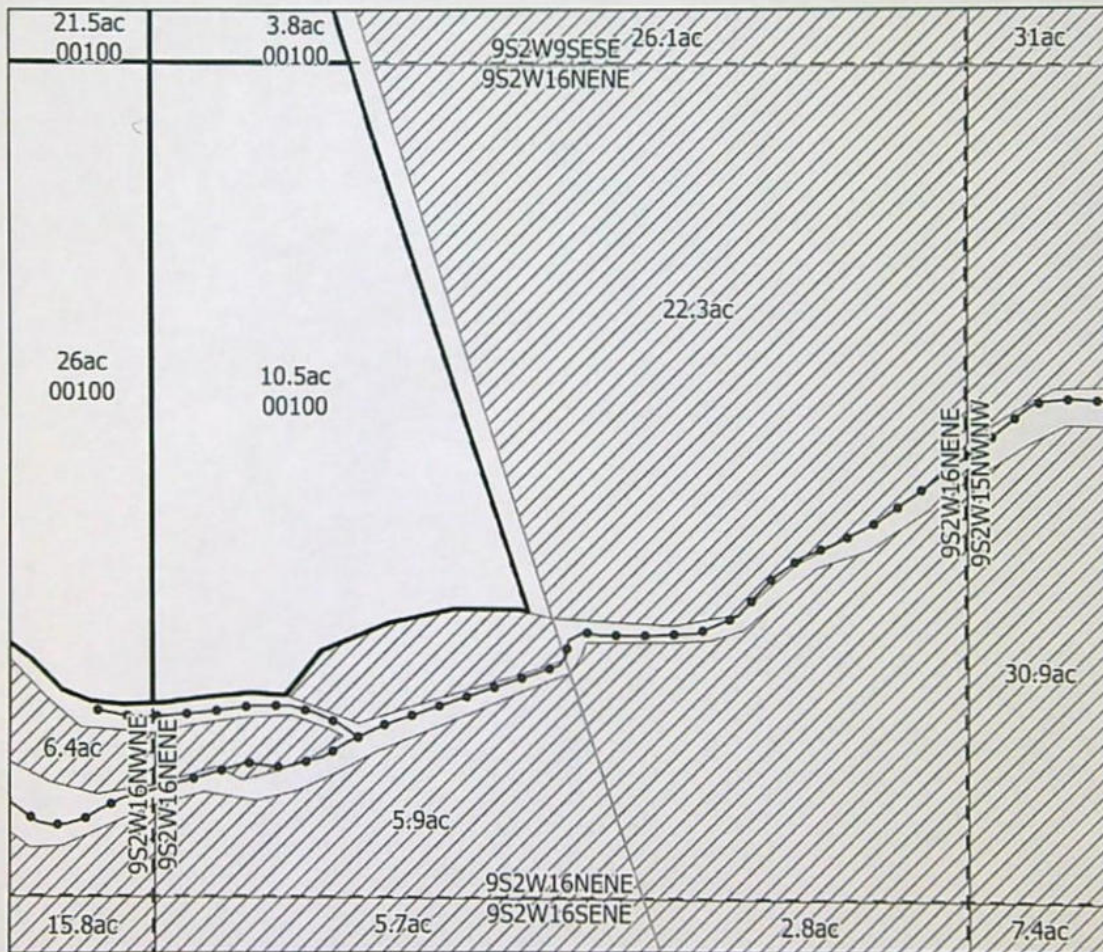 21.5ac
00100
3.8ac
00100
26.1ac
31ac
9S2W9SESE
9S2W16NENE
22.3ac
26ac
00100
10.5ac
00100
9S2W16NENE
9S2W15NWNW
30.9ac
6.4ac
9S2W16NWNE
9S2W16NENE
5.9ac
9S2W16NENE
9S2W16SENE
15.8ac
5.7ac
2.8ac
7.4ac